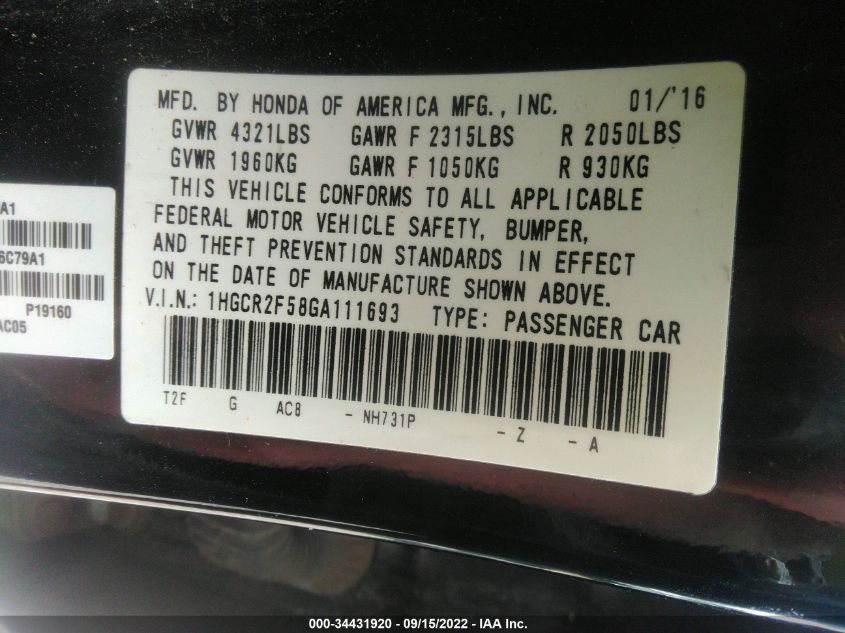 MFD. BY HONDA OF AMERICA MFG., INC. 01/'16
GVWR 4321LBS GAWR F 2315LBS R 2050LBS
GVWR 1960KG GAWR F 1050KG R 930KG
THIS VEHICLE CONFORMS TO ALL APPLICABLE
FEDERAL MOTOR VEHICLE SAFETY, BUMPER,
AND THEFT PREVENTION STANDARDS IN EFFECT
ON THE DATE OF MANUFACTURE SHOWN ABOVE.
V.I.N.: 1HGCR2F58GA111693 TYPE: PASSENGER CAR
T2F G AC8 - NH731P - Z - A
A1
6C79A1
P19160
AC05
000-34431920 - 09/15/2022 - IAA Inc.